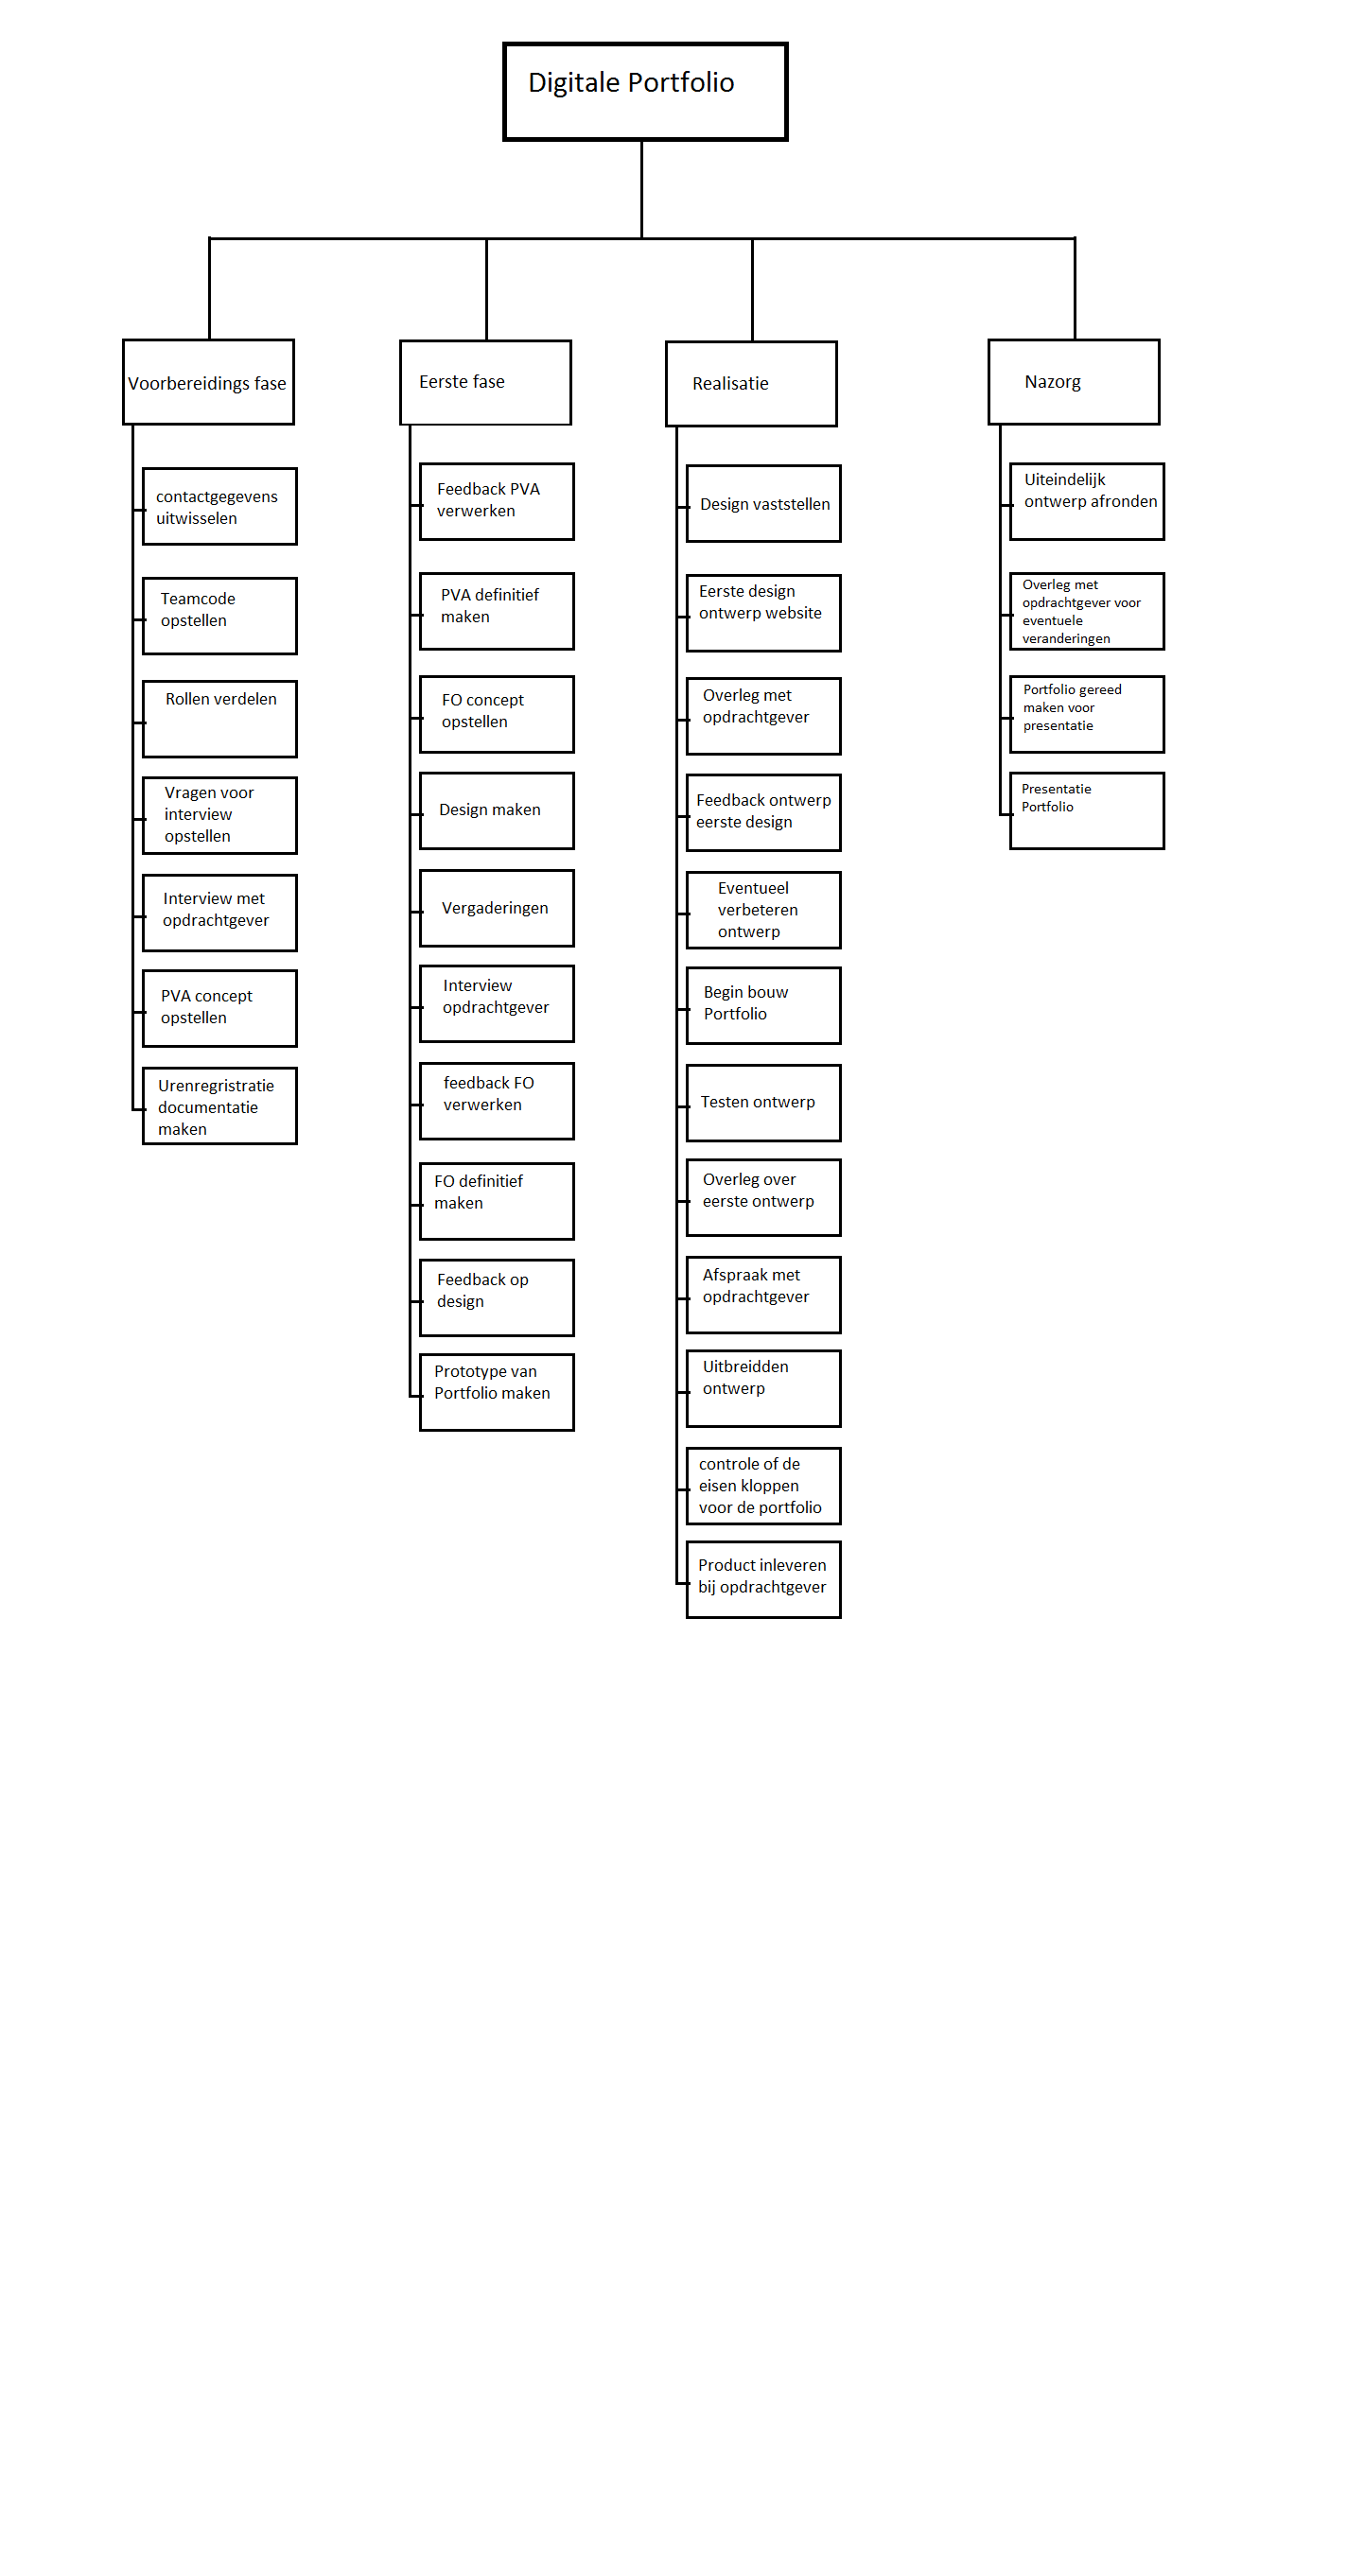 Digitale Portfolio
Voorbereidings fase
contactgegevens
uitwisselen
Teamcode
opstellen
Rollen verdelen
Vragen voor
interview
opstellen
Interview met
opdrachtgever
PVA concept
opstellen
Urenregristratie
documentatie
maken
Eerste fase
Feedback PVA
verwerken
PVA definitief
maken
FO concept
opstellen
Design maken
Vergaderingen
Interview
opdrachtgever
feedback FO
verwerken
FO definitief
maken
Feedback op
design
Prototype van
Portfolio maken
Realisatie
Design vaststellen
Eerste design
ontwerp website
Overleg met
opdrachtgever
Feedback ontwerp
eerste design
Eventueel
verbeteren
ontwerp
Begin bouw
Portfolio
Testen ontwerp
Overleg over
eerste ontwerp
Afspraak met
opdrachtgever
Uitbreidden
ontwerp
controle of de
eisen kloppen
voor de portfolio
Product inleveren
bij opdrachtgever
Nazorg
Uiteindelijk
ontwerp afronden
Overleg met
opdrachtgever voor
eventuele
veranderingen
Portfolio gereed
maken voor
presentatie
Presentatie
Portfolio